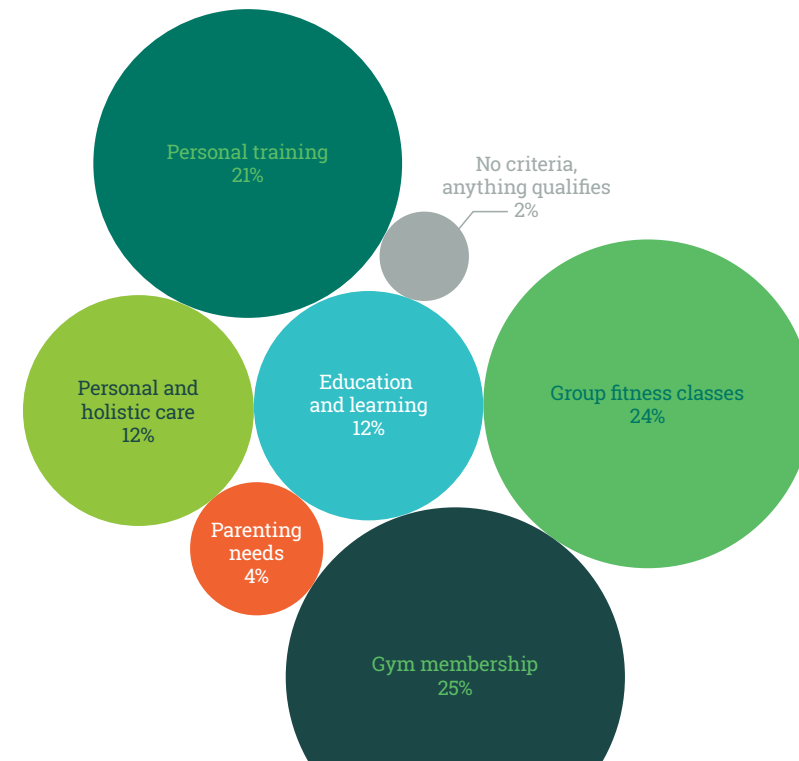 Personal training
21%
No criteria,
anything qualifies
2%
Personal and
holistic care
12%
Education
and learning
12%
Group fitness classes
24%
Parenting
needs
4%
Gym membership
25%